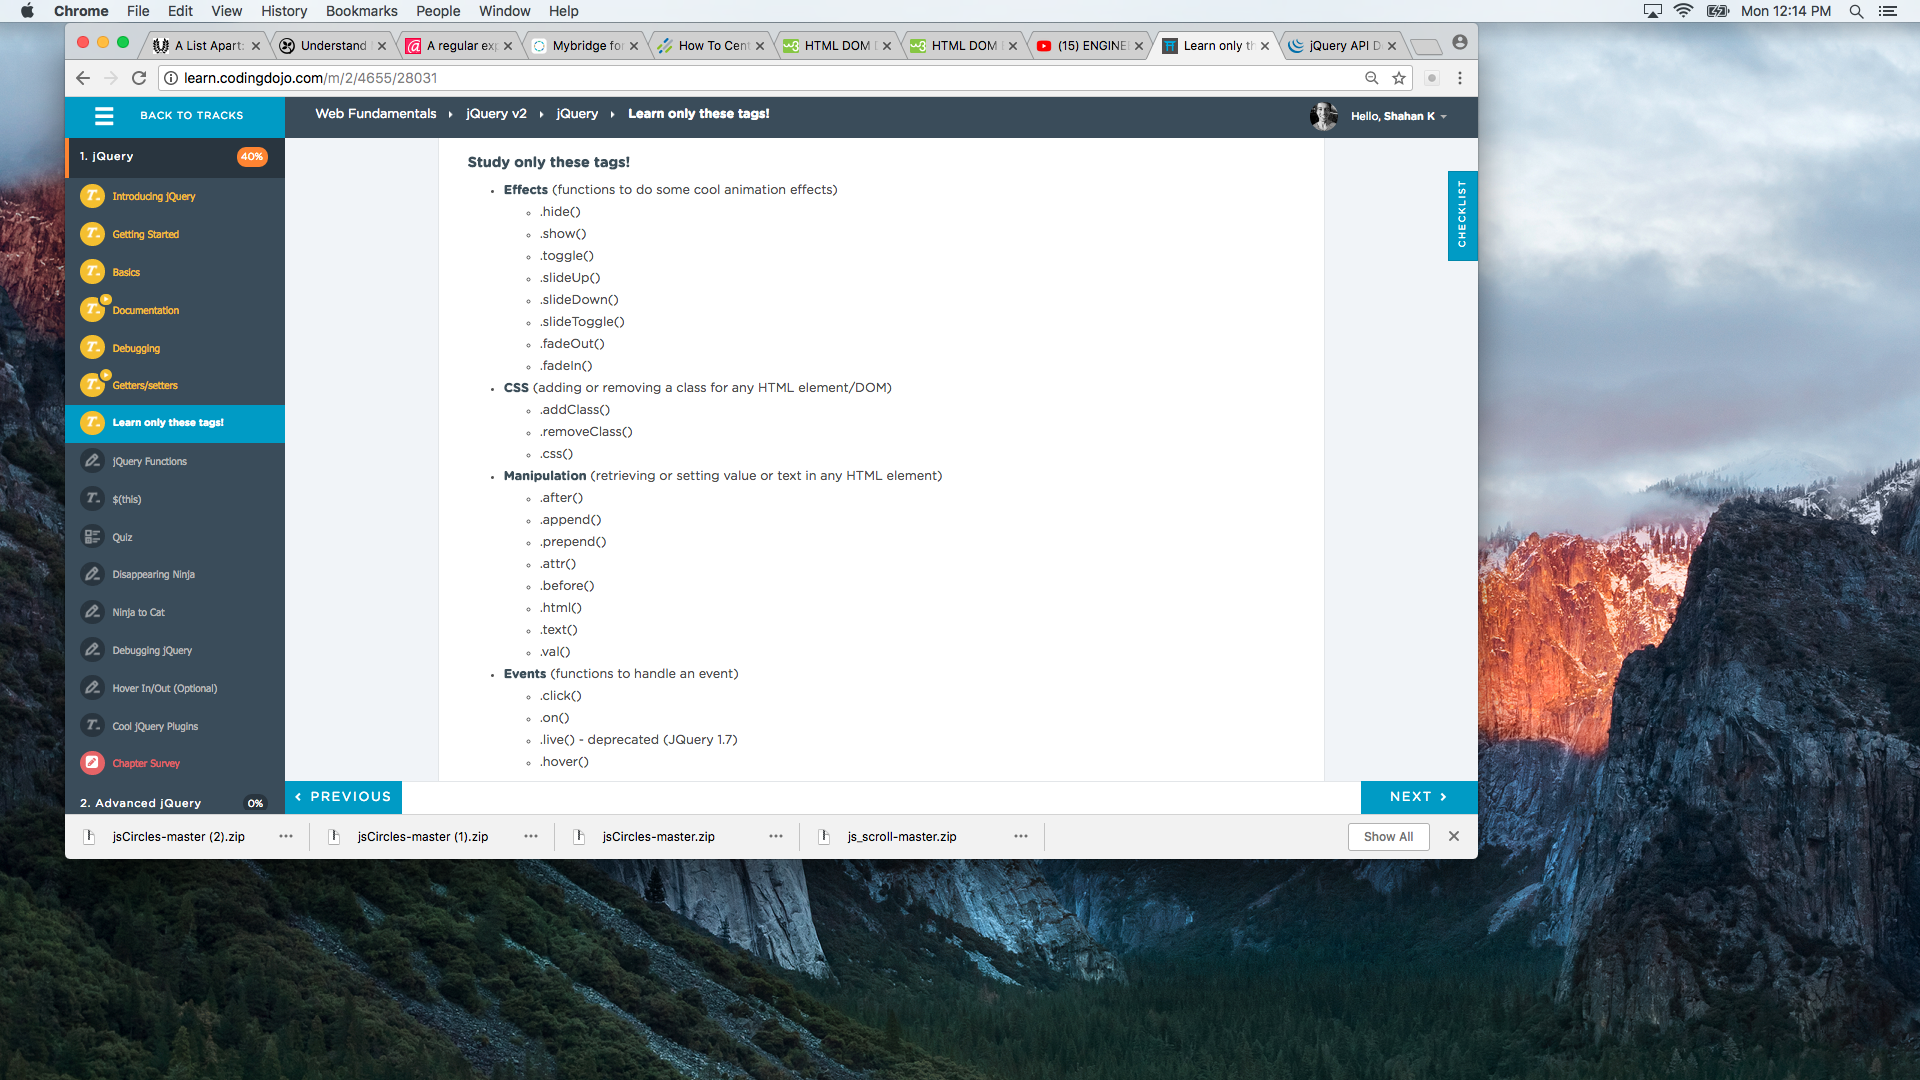 Chrome File Edit View History Bookmarks People Window Help Mon 12:14 PM
A List Apart: Understand A regular exp Mybridge for How To Cent HTML DOM HTML DOM (15) ENGINE Learn only th jQuery API D
learn.codingdojo.com/m/2/4655/28031
BACK TO TRACKS
Web Fundamentals jQuery v2 jQuery Learn only these tags!
Hello, Shahan K
1. jQuery 40%
Introducing jQuery
Getting Started
Basics
Documentation
Debugging
Getters/setters
Learn only these tags!
jQuery Functions
$(this)
Quiz
Disappearing Ninja
Ninja to Cat
Debugging jQuery
Hover In/Out (Optional)
Cool jQuery Plugins
Chapter Survey
2. Advanced jQuery 0%
Study only these tags!
Effects (functions to do some cool animation effects)
.hide()
.show()
.toggle()
.slideUp()
.slideDown()
.slideToggle()
.fadeOut()
.fadeIn()
CSS (adding or removing a class for any HTML element/DOM)
.addClass()
.removeClass()
.css()
Manipulation (retrieving or setting value or text in any HTML element)
.after()
.append()
.prepend()
.attr()
.before()
.html()
.text()
.val()
Events (functions to handle an event)
.click()
.on()
.live() - deprecated (JQuery 1.7)
.hover()
CHECKLIST
PREVIOUS
NEXT
jsCircles-master (2).zip jsCircles-master (1).zip jsCircles-master.zip js_scroll-master.zip Show All